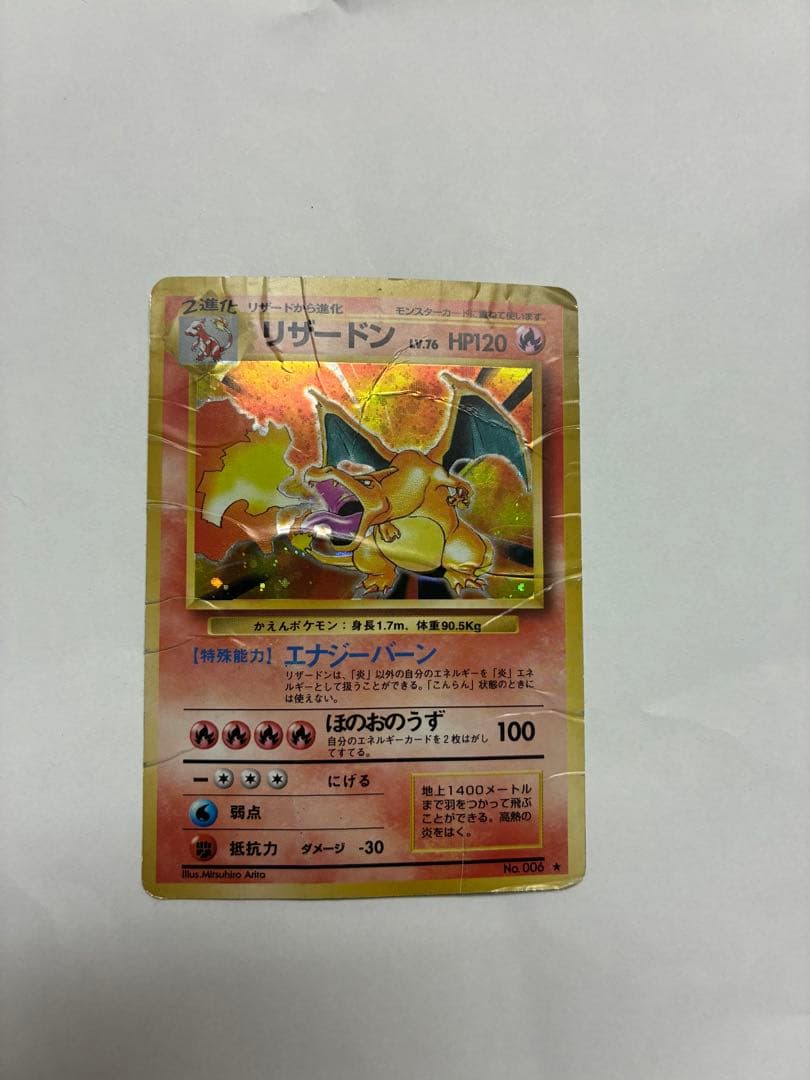 2進化 リザードから進化 モンスターカードに重ねて使います。
リザードン LV.76 HP120
かえんポケモン：身長1.7m、体重90.5Kg
【特殊能力】エナジーバーン
リザードンは、「炎」以外の自分のエネルギーを「炎」エネ
ルギーとして扱うことができる。「こんらん」状態のときに
は使えない。
ほのおのうず 100
自分のエネルギーカードを2枚はがし
てすてる。
ー にげる
弱点
抵抗力 ダメージ -30
地上1400メートル
まで羽をつかって飛ぶ
ことができる。高熱の
炎をはく。
Illus.Mitsuhiro Arita No.006 ★